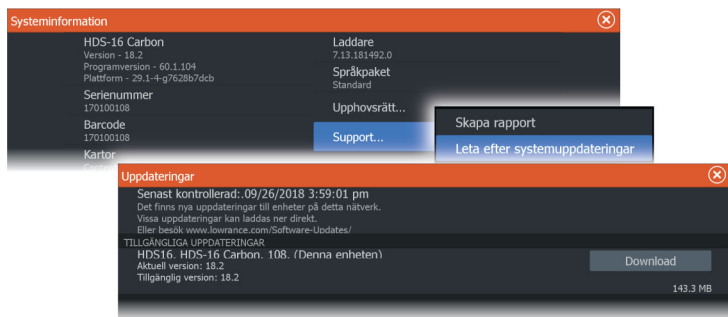 Systeminformation
HDS-16 Carbon
Version - 18.2
Programversion - 60.1.104
Plattform - 29.1-4-g7628b7dcb
Serienummer
170100108
Barcode
170100108
Kartor
Laddare
7.13.181492.0
Språkpaket
Standard
Upphovsrätt...
Support...
Skapa rapport
Leta efter systemuppdateringar
Uppdateringar
Senast kontrollerad:.09/26/2018 3:59:01 pm
Det finns nya uppdateringar till enheter på detta nätverk.
Vissa uppdateringar kan laddas ner direkt.
Eller besök www.lowrance.com/Software-Updates/
TILLGÄNGLIGA UPPDATERINGAR
HDS16, HDS-16 Carbon, 108, (Denna enheten)
Aktuell version: 18.2
Tillgänglig version: 18.2
Download
143.3 MB